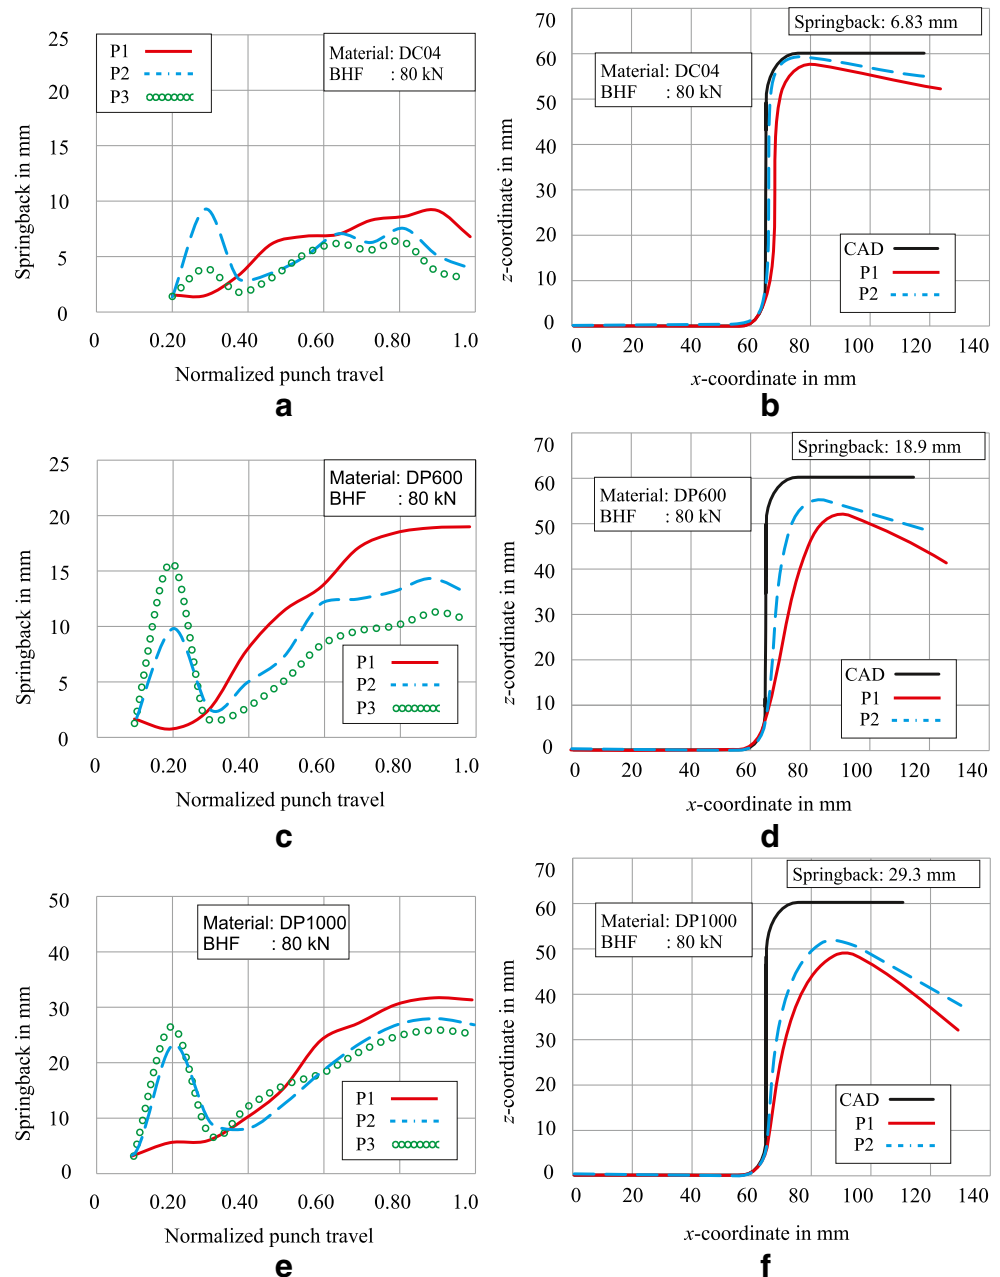 25
20
15
10
5
0
Springback in mm
P1
P2
P3
Material: DC04
BHF : 80 kN
0 0.20 0.40 0.60 0.80 1.0
Normalized punch travel
a
70
60
50
40
30
20
10
0
z-coordinate in mm
Springback: 6.83 mm
Material: DC04
BHF : 80 kN
CAD
P1
P2
0 20 40 60 80 100 120 140
x-coordinate in mm
b
25
20
15
10
5
0
Springback in mm
Material: DP600
BHF : 80 kN
P1
P2
P3
0 0.20 0.40 0.60 0.80 1.0
Normalized punch travel
c
70
60
50
40
30
20
10
0
z-coordinate in mm
Springback: 18.9 mm
Material: DP600
BHF : 80 kN
CAD
P1
P2
0 20 40 60 80 100 120 140
x-coordinate in mm
d
50
40
30
20
10
0
Springback in mm
Material: DP1000
BHF : 80 kN
P1
P2
P3
0 0.20 0.40 0.60 0.80 1.0
Normalized punch travel
e
70
60
50
40
30
20
10
0
z-coordinate in mm
Springback: 29.3 mm
Material: DP1000
BHF : 80 kN
CAD
P1
P2
0 20 40 60 80 100 120 140
x-coordinate in mm
f